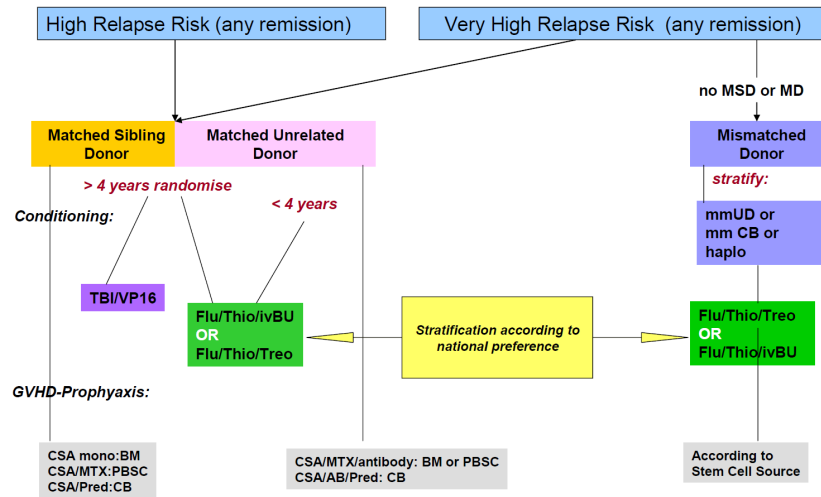 High Relapse Risk (any remission)
Very High Relapse Risk (any remission)
no MSD or MD
Matched Sibling
Donor
Matched Unrelated
Donor
Mismatched
Donor
> 4 years randomise
stratify:
< 4 years
Conditioning:
mmUD or
mm CB or
haplo
TBI/VP16
Flu/Thio/ivBU
OR
Flu/Thio/Treo
Stratification according to
national preference
Flu/Thio/Treo
OR
Flu/Thio/ivBU
GVHD-Prophyaxis:
CSA mono:BM
CSA/MTX:PBSC
CSA/Pred:CB
CSA/MTX/antibody: BM or PBSC
CSA/AB/Pred: CB
According to
Stem Cell Source